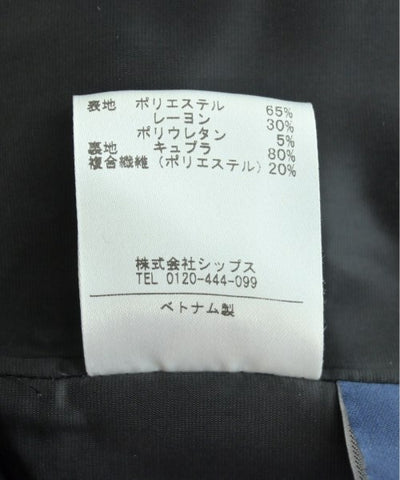 表地 ポリエステル 65%
レーヨン 30%
ポリウレタン 5%
裏地 キュプラ 80%
複合繊維(ポリエステル) 20%
株式会社シップス
TEL 0120-444-099
ベトナム製